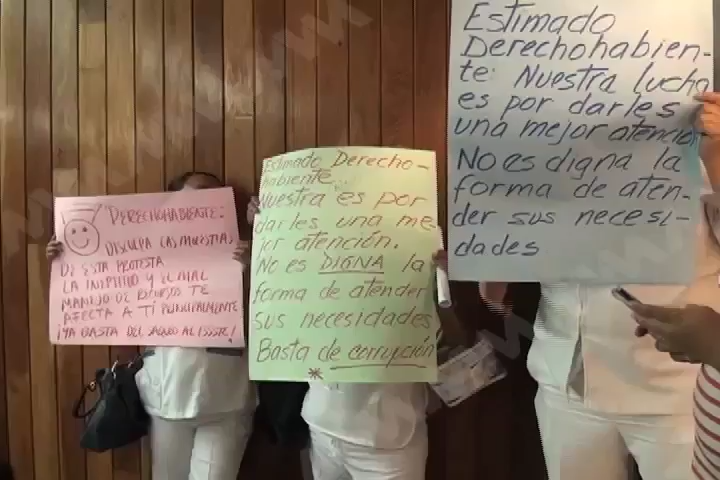 DERECHOHABIENTE:
DISCULPA LAS MOLESTIAS
DE ESTA PROTESTA
LA INEPTITUD Y EL MAL
MANEJO DE RECURSOS TE
AFECTA A TÍ PRINCIPALMENTE
¡YA BASTA DEL SAQUEO AL ISSSTE!
Estimado Derecho-
habiente...
Nuestra es por
darles una me-
jor atención.
No es DIGNA la
forma de atender
sus necesidades
Basta de corrupción
*
Estimado
Derechohabien-
te: Nuestra lucha
es por darles
una mejor atención
No es digna la
forma de aten-
der sus necesi-
dades